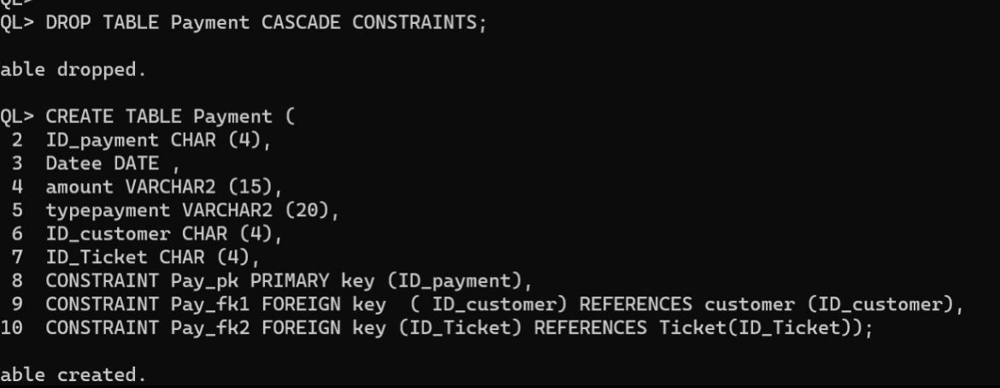 QL> DROP TABLE Payment CASCADE CONSTRAINTS;
able dropped.
QL> CREATE TABLE Payment (
2 ID_payment CHAR (4),
3 Datee DATE ,
4 amount VARCHAR2 (15),
5 typepayment VARCHAR2 (20),
6 ID_customer CHAR (4),
7 ID_Ticket CHAR (4),
8 CONSTRAINT Pay_pk PRIMARY key (ID_payment),
9 CONSTRAINT Pay_fk1 FOREIGN key  ( ID_customer) REFERENCES customer (ID_customer),
10 CONSTRAINT Pay_fk2 FOREIGN key (ID_Ticket) REFERENCES Ticket(ID_Ticket));
able created.